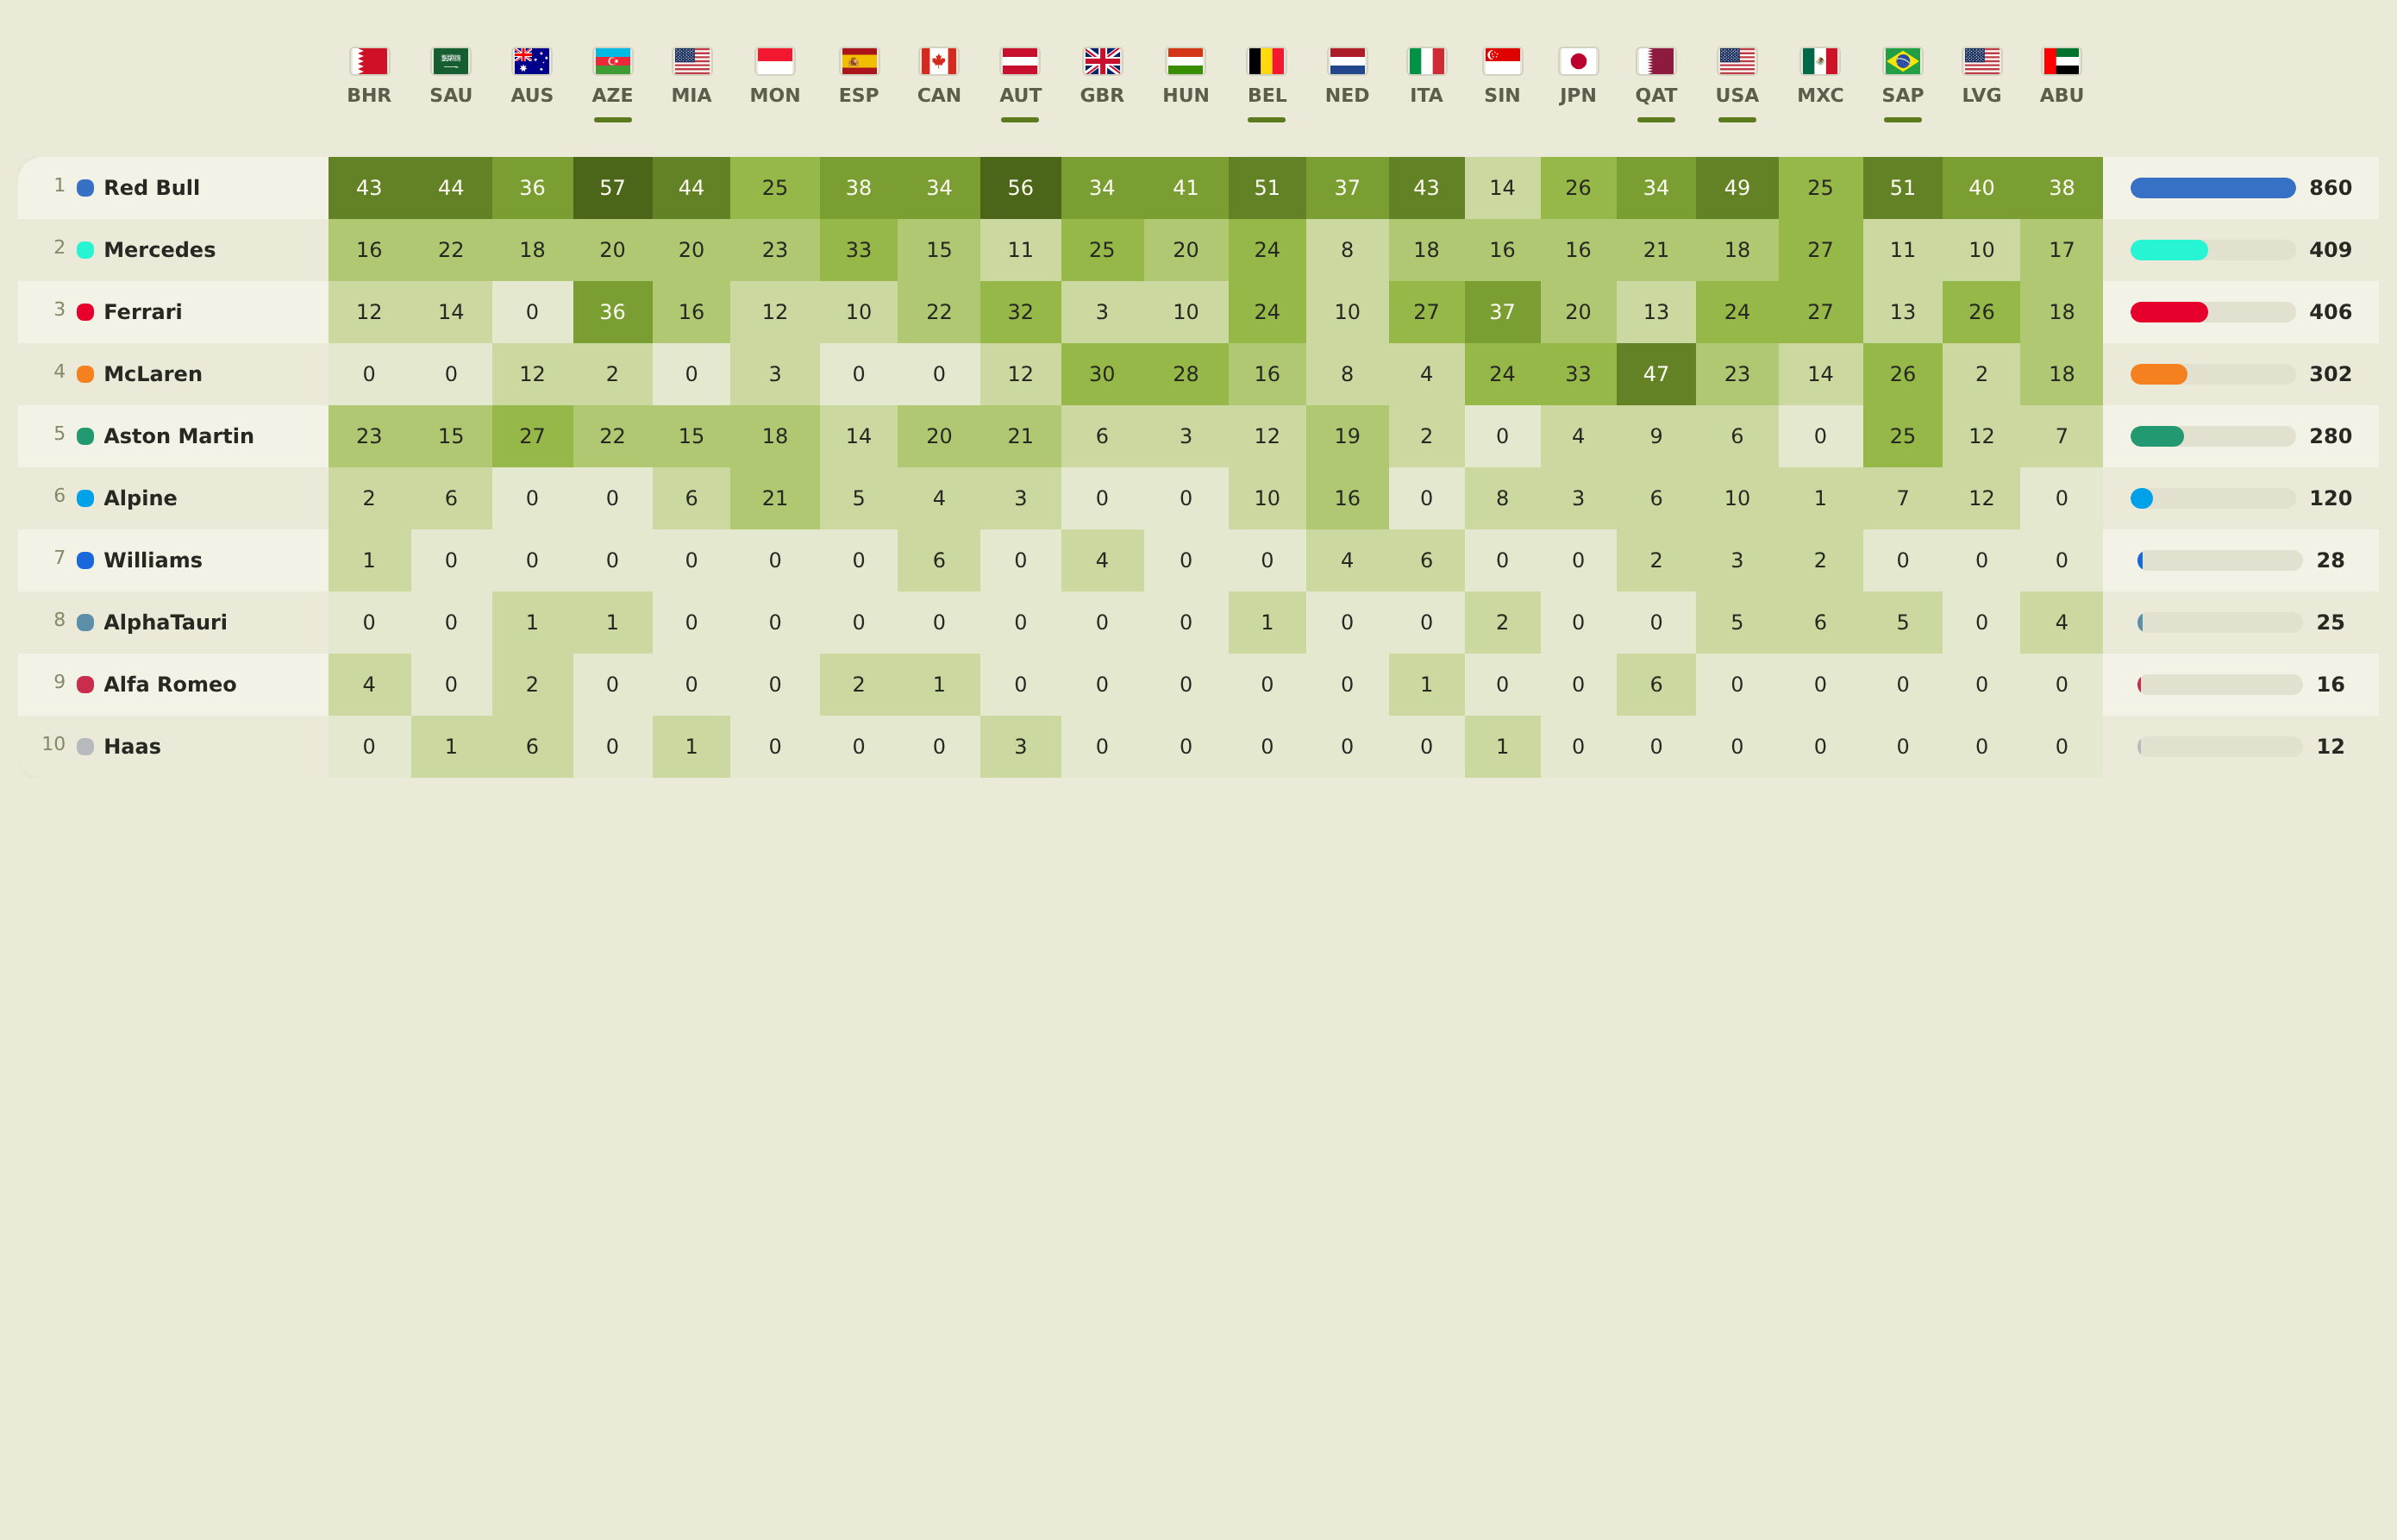 BHR SAU AUS AZE MIA MON ESP CAN AUT GBR HUN BEL NED ITA SIN JPN QAT USA MXC SAP LVG ABU
1 Red Bull 43 44 36 57 44 25 38 34 56 34 41 51 37 43 14 26 34 49 25 51 40 38 860
2 Mercedes 16 22 18 20 20 23 33 15 11 25 20 24 8 18 16 16 21 18 27 11 10 17 409
3 Ferrari 12 14 0 36 16 12 10 22 32 3 10 24 10 27 37 20 13 24 27 13 26 18 406
4 McLaren 0 0 12 2 0 3 0 0 12 30 28 16 8 4 24 33 47 23 14 26 2 18 302
5 Aston Martin 23 15 27 22 15 18 14 20 21 6 3 12 19 2 0 4 9 6 0 25 12 7 280
6 Alpine 2 6 0 0 6 21 5 4 3 0 0 10 16 0 8 3 6 10 1 7 12 0 120
7 Williams 1 0 0 0 0 0 0 6 0 4 0 0 4 6 0 0 2 3 2 0 0 0 28
8 AlphaTauri 0 0 1 1 0 0 0 0 0 0 0 1 0 0 2 0 0 5 6 5 0 4 25
9 Alfa Romeo 4 0 2 0 0 0 2 1 0 0 0 0 0 1 0 0 6 0 0 0 0 0 16
10 Haas 0 1 6 0 1 0 0 0 3 0 0 0 0 0 1 0 0 0 0 0 0 0 12